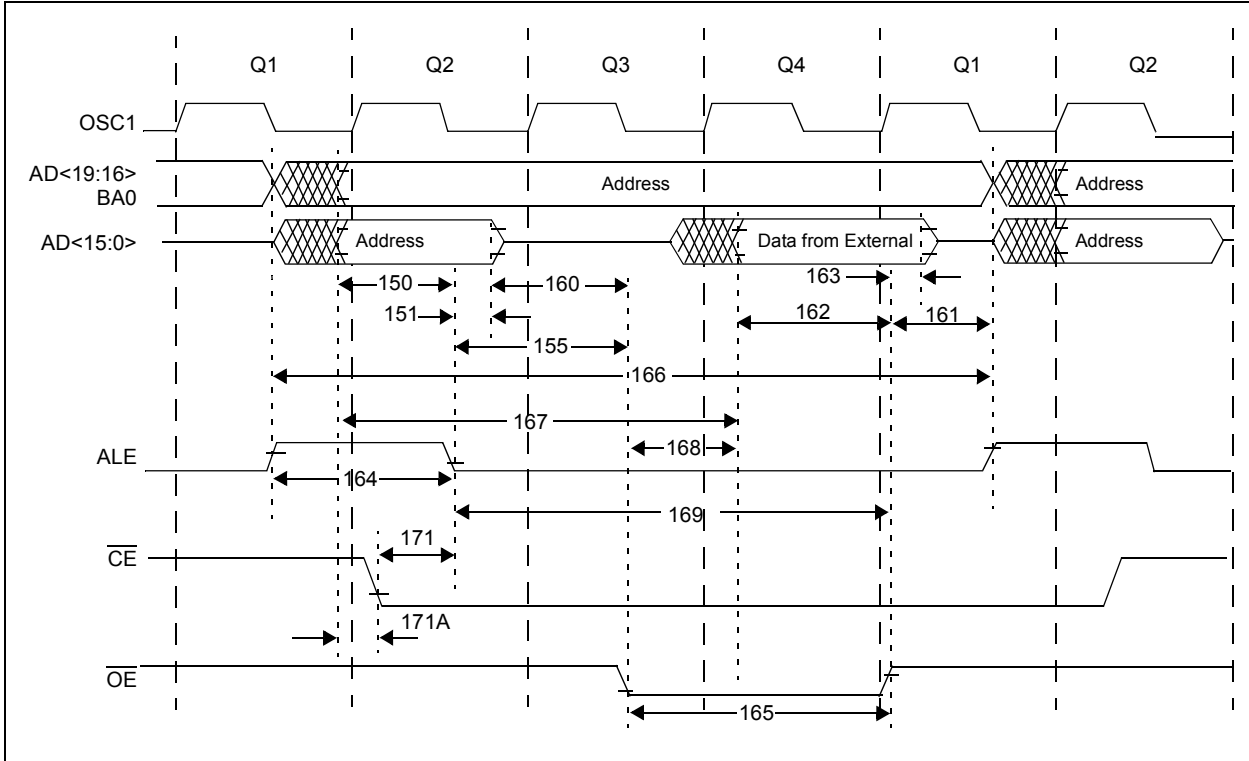 Q1 Q2 Q3 Q4 Q1 Q2
OSC1
AD<19:16>
BA0
Address Address
AD<15:0>
Address Data from External Address
150 160 163
151 162 161
155
166
167
168
ALE
164
169
171
CE
171A
OE
165